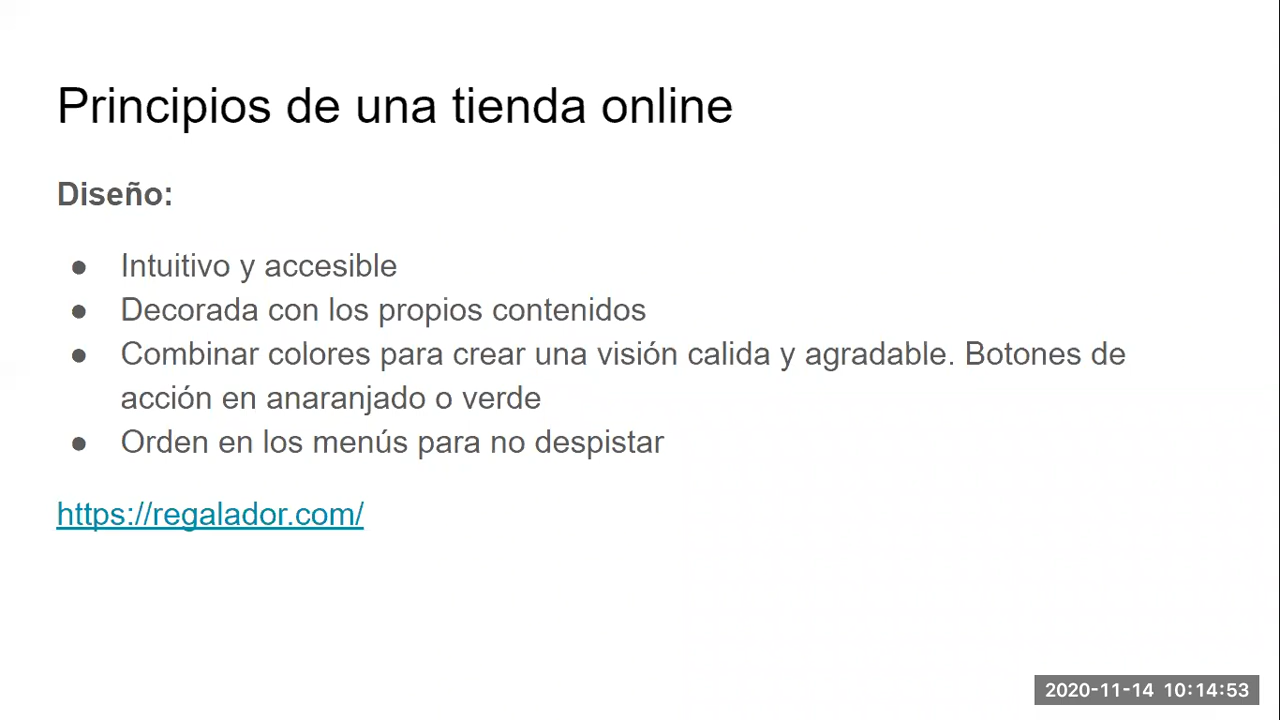 Principios de una tienda online
Diseño:
● Intuitivo y accesible
● Decorada con los propios contenidos
● Combinar colores para crear una visión calida y agradable. Botones de
acción en anaranjado o verde
● Orden en los menús para no despistar
https://regalador.com/
2020-11-14 10:14:53